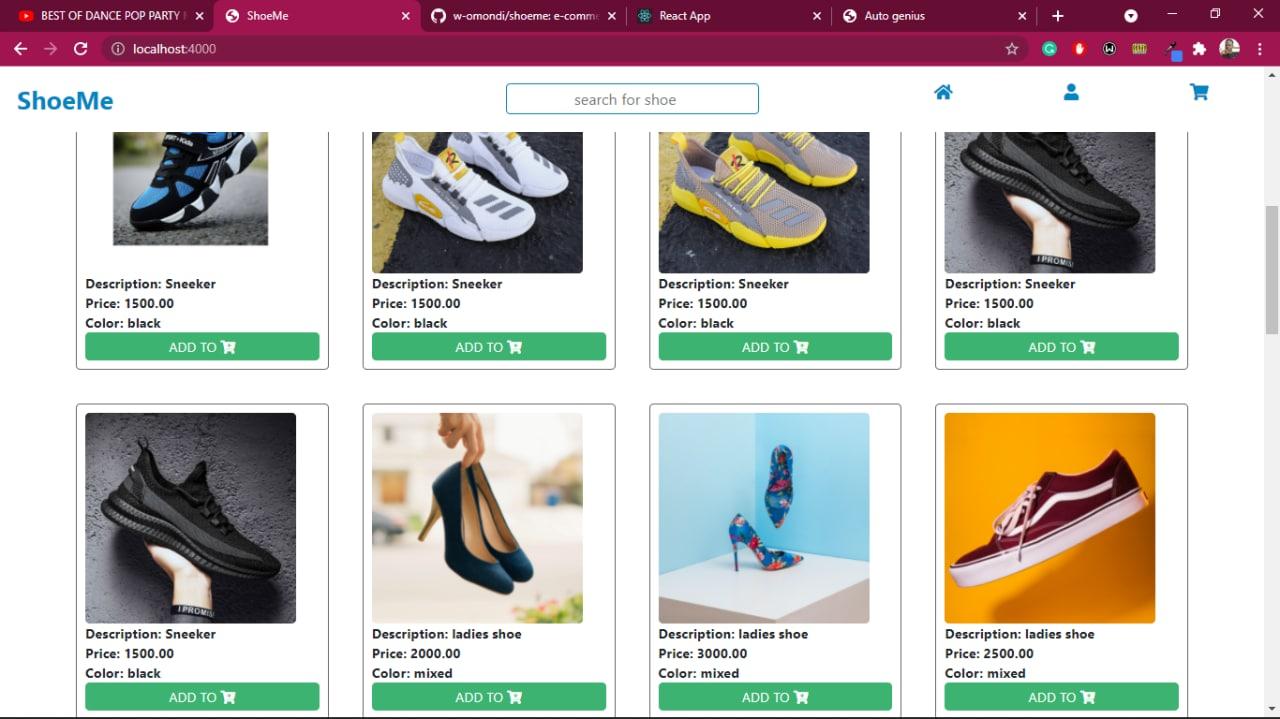 BEST OF DANCE POP PARTY
ShoeMe
w-omondi/shoeme: e-comme
React App
Auto genius
localhost:4000
ShoeMe
search for shoe
I PROMISE
Description: Sneeker
Price: 1500.00
Color: black
ADD TO
Description: Sneeker
Price: 1500.00
Color: black
ADD TO
Description: Sneeker
Price: 1500.00
Color: black
ADD TO
Description: Sneeker
Price: 1500.00
Color: black
ADD TO
I PROMISE
Description: Sneeker
Price: 1500.00
Color: black
ADD TO
Description: ladies shoe
Price: 2000.00
Color: mixed
ADD TO
Description: ladies shoe
Price: 3000.00
Color: mixed
ADD TO
Description: ladies shoe
Price: 2500.00
Color: mixed
ADD TO